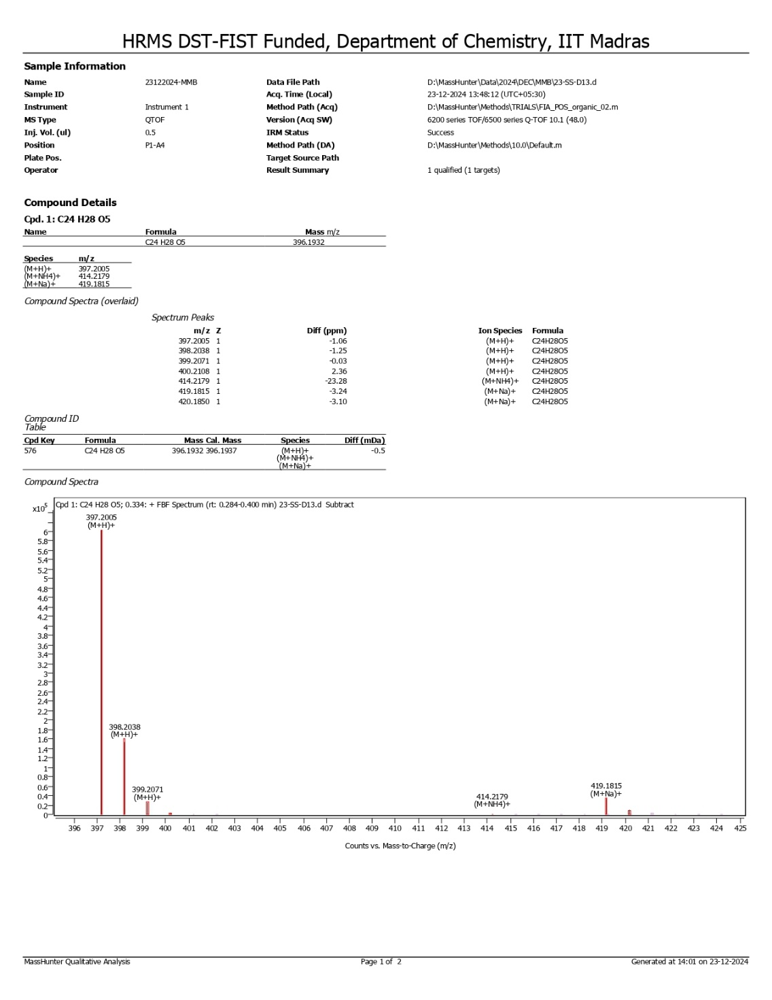 HRMS DST-FIST Funded, Department of Chemistry, IIT Madras
Sample Information
Name 23122024-MMB Data File Path D:\MassHunter\Data\2024\DEC\MMB\23-SS-D13.d
Sample ID Acq. Time (Local) 23-12-2024 13:48:12 (UTC+05:30)
Instrument Instrument 1 Method Path (Acq) D:\MassHunter\Methods\TRIALS\FIA_POS_organic_02.m
MS Type QTOF Version (Acq SW) 6200 series TOF/6500 series Q-TOF 10.1 (48.0)
Inj. Vol. (ul) 0.5 IRM Status Success
Position P1-A4 Method Path (DA) D:\MassHunter\Methods\10.0\Default.m
Plate Pos. Target Source Path
Operator Result Summary 1 qualified (1 targets)
Compound Details
Cpd. 1: C24 H28 O5
Name Formula Mass m/z
C24 H28 O5 396.1932
Species m/z
(M+H)+ 397.2005
(M+NH4)+ 414.2179
(M+Na)+ 419.1815
Compound Spectra (overlaid)
Spectrum Peaks
m/z Z Diff (ppm) Ion Species Formula
397.2005 1 -1.06 (M+H)+ C24H28O5
398.2038 1 -1.25 (M+H)+ C24H28O5
399.2071 1 -0.03 (M+H)+ C24H28O5
400.2108 1 2.36 (M+H)+ C24H28O5
414.2179 1 -23.28 (M+NH4)+ C24H28O5
419.1815 1 -3.24 (M+Na)+ C24H28O5
420.1850 1 -3.10 (M+Na)+ C24H28O5
Compound ID
Table
Cpd Key Formula Mass Cal. Mass Species Diff (mDa)
576 C24 H28 O5 396.1932 396.1937 (M+H)+ -0.5
(M+NH4)+
(M+Na)+
Compound Spectra
x10^5 Cpd 1: C24 H28 O5; 0.334: + FBF Spectrum (rt: 0.284-0.400 min) 23-SS-D13.d Subtract
397.2005
(M+H)+
6
5.8
5.6
5.4
5.2
5
4.8
4.6
4.4
4.2
4
3.8
3.6
3.4
3.2
3
2.8
2.6
2.4
2.2
2
1.8
1.6
1.4
1.2
1
0.8
0.6
0.4
0.2
0
398.2038
(M+H)+
399.2071
(M+H)+
414.2179
(M+NH4)+
419.1815
(M+Na)+
396 397 398 399 400 401 402 403 404 405 406 407 408 409 410 411 412 413 414 415 416 417 418 419 420 421 422 423 424 425
Counts vs. Mass-to-Charge (m/z)
MassHunter Qualitative Analysis Page 1 of 2 Generated at 14:01 on 23-12-2024